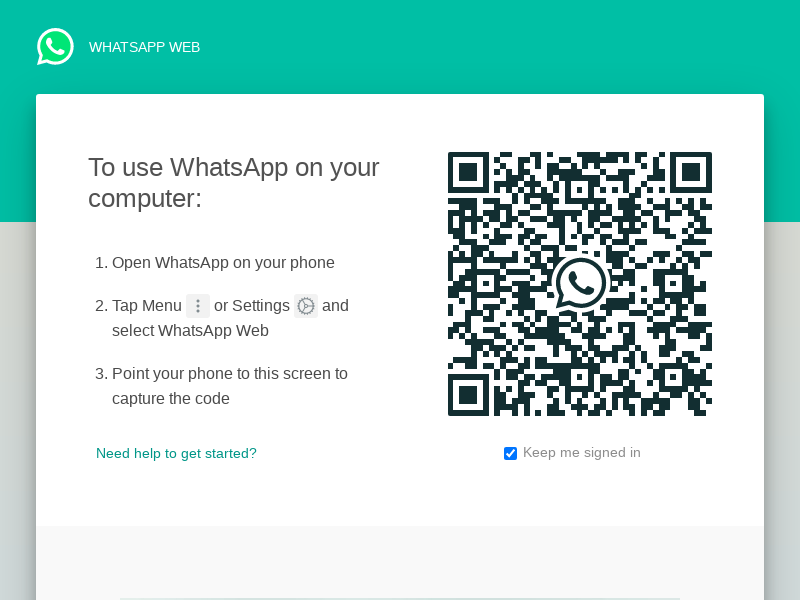 WHATSAPP WEB
To use WhatsApp on your
computer:
1. Open WhatsApp on your phone
2. Tap Menu or Settings and
select WhatsApp Web
3. Point your phone to this screen to
capture the code
Need help to get started?
Keep me signed in